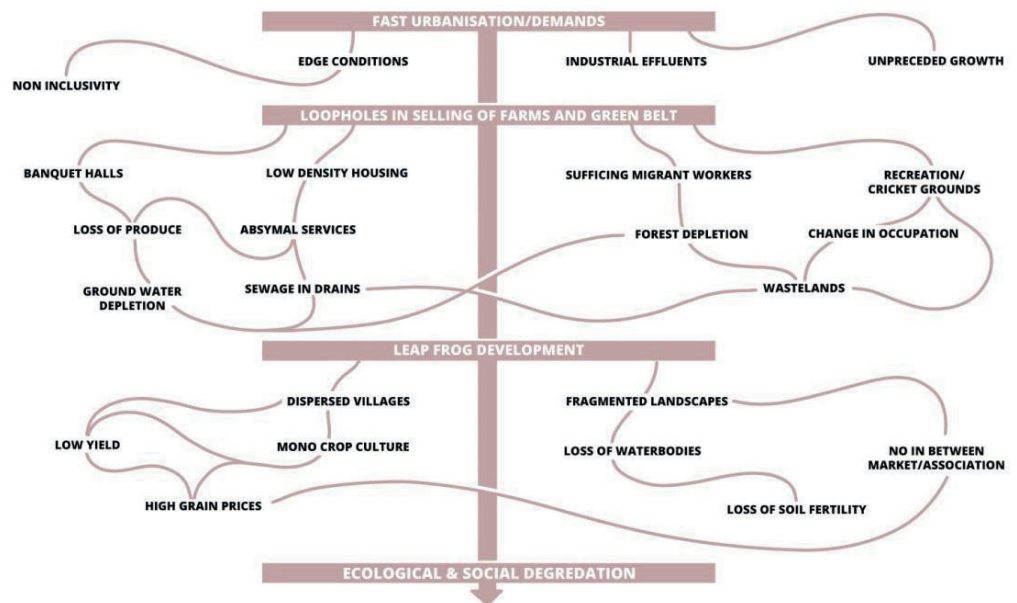 FAST URBANISATION/DEMANDS
EDGE CONDITIONS
INDUSTRIAL EFFLUENTS
UNPRECEDED GROWTH
NON INCLUSIVITY
LOOPHOLES IN SELLING OF FARMS AND GREEN BELT
BANQUET HALLS
LOW DENSITY HOUSING
SUFFICING MIGRANT WORKERS
RECREATION/
CRICKET GROUNDS
LOSS OF PRODUCE
ABSYMAL SERVICES
FOREST DEPLETION
CHANGE IN OCCUPATION
GROUND WATER
DEPLETION
SEWAGE IN DRAINS
WASTELANDS
LEAP FROG DEVELOPMENT
DISPERSED VILLAGES
FRAGMENTED LANDSCAPES
LOW YIELD
MONO CROP CULTURE
LOSS OF WATERBODIES
NO IN BETWEEN
MARKET/ASSOCIATION
HIGH GRAIN PRICES
LOSS OF SOIL FERTILITY
ECOLOGICAL & SOCIAL DEGREDATION